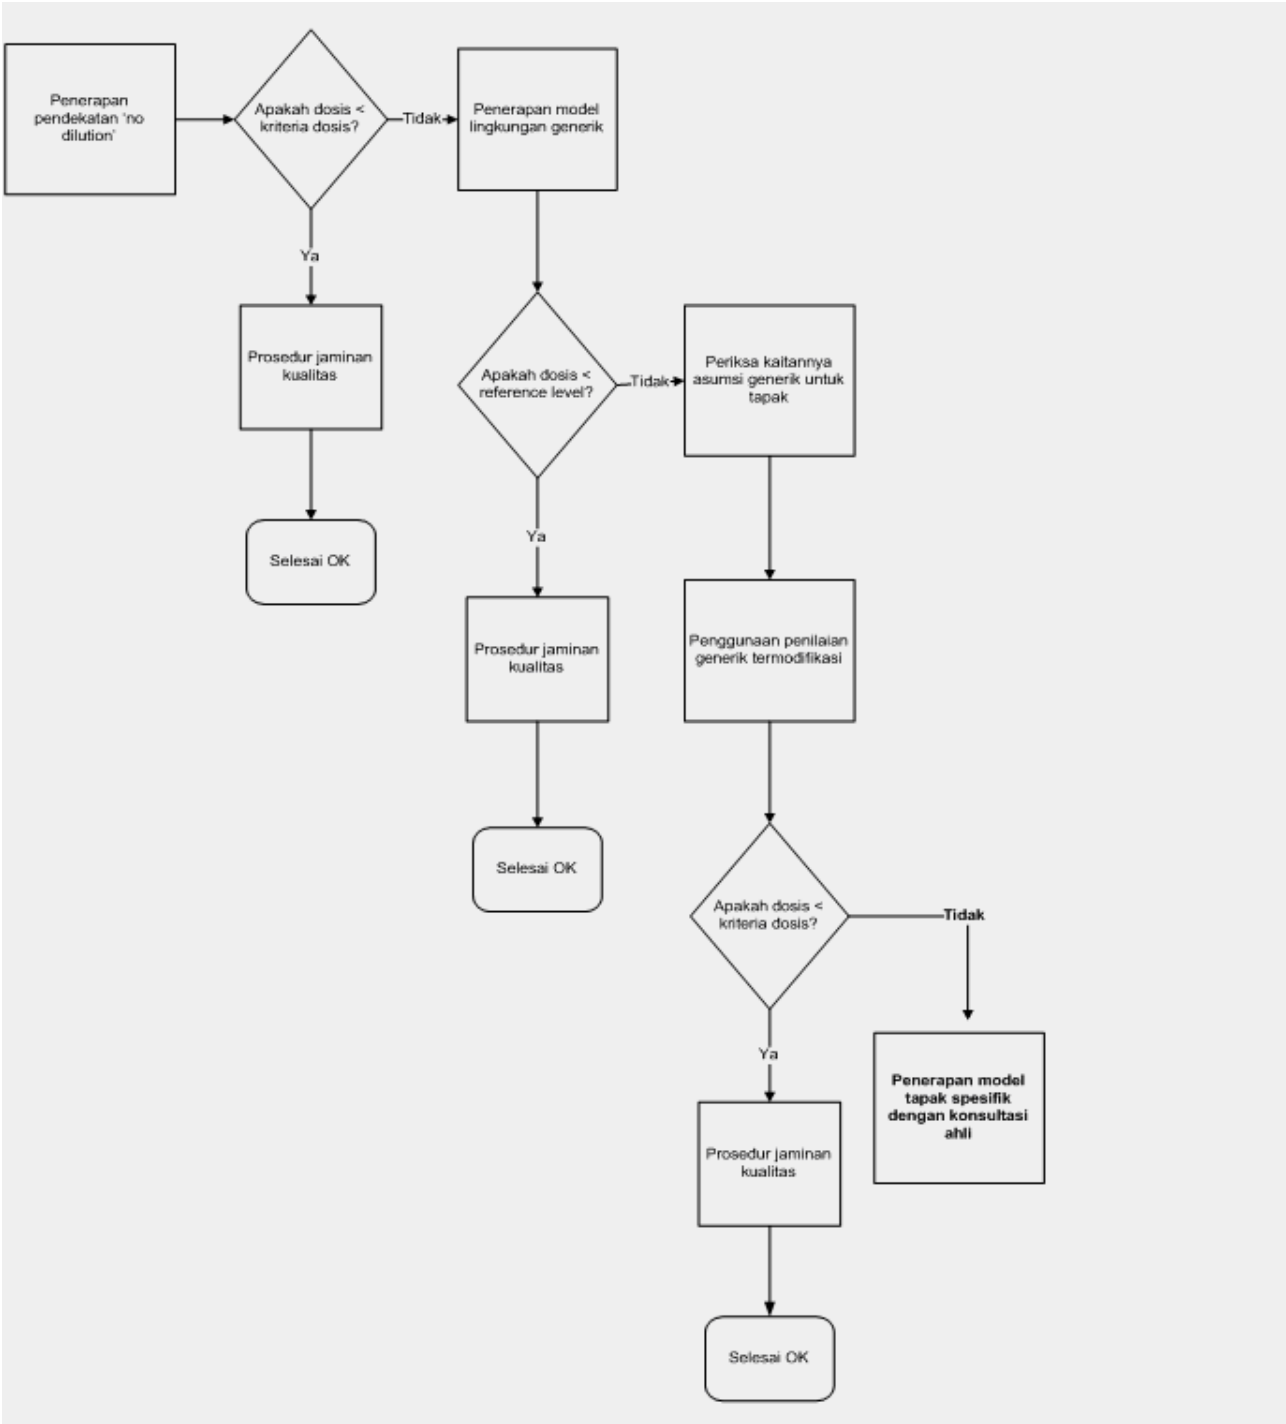 Penerapan
pendekatan 'no
dilution'
Apakah dosis <
kriteria dosis?
Tidak
Penerapan model
lingkungan generik
Ya
Prosedur jaminan
kualitas
Selesai OK
Apakah dosis <
reference level?
Tidak
Periksa kaitannya
asumsi generik untuk
tapak
Ya
Prosedur jaminan
kualitas
Selesai OK
Penggunaan penilaian
generik termodifikasi
Apakah dosis <
kriteria dosis?
Tidak
Penerapan model
tapak spesifik
dengan konsultasi
ahli
Ya
Prosedur jaminan
kualitas
Selesai OK